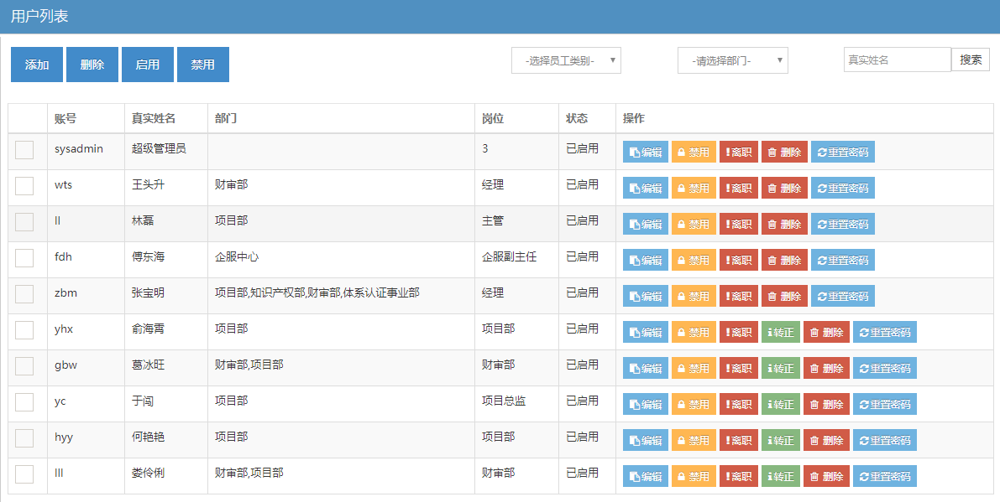 用户列表
添加 删除 启用 禁用 -选择员工类别- -请选择部门- 真实姓名 搜索
账号 真实姓名 部门 岗位 状态 操作
sysadmin 超级管理员 3 已启用 编辑 禁用 离职 删除 重置密码
wts 王头升 财审部 经理 已启用 编辑 禁用 离职 删除 重置密码
ll 林磊 项目部 主管 已启用 编辑 禁用 离职 删除 重置密码
fdh 傅东海 企服中心 企服副主任 已启用 编辑 禁用 离职 删除 重置密码
zbm 张宝明 项目部,知识产权部,财审部,体系认证事业部 经理 已启用 编辑 禁用 离职 删除 重置密码
yhx 俞海霄 项目部 项目部 已启用 编辑 禁用 离职 转正 删除 重置密码
gbw 葛冰旺 财审部,项目部 财审部 已启用 编辑 禁用 离职 转正 删除 重置密码
yc 于闯 项目部 项目总监 已启用 编辑 禁用 离职 转正 删除 重置密码
hyy 何艳艳 项目部 项目部 已启用 编辑 禁用 离职 转正 删除 重置密码
lll 娄伶俐 财审部,项目部 财审部 已启用 编辑 禁用 离职 转正 删除 重置密码